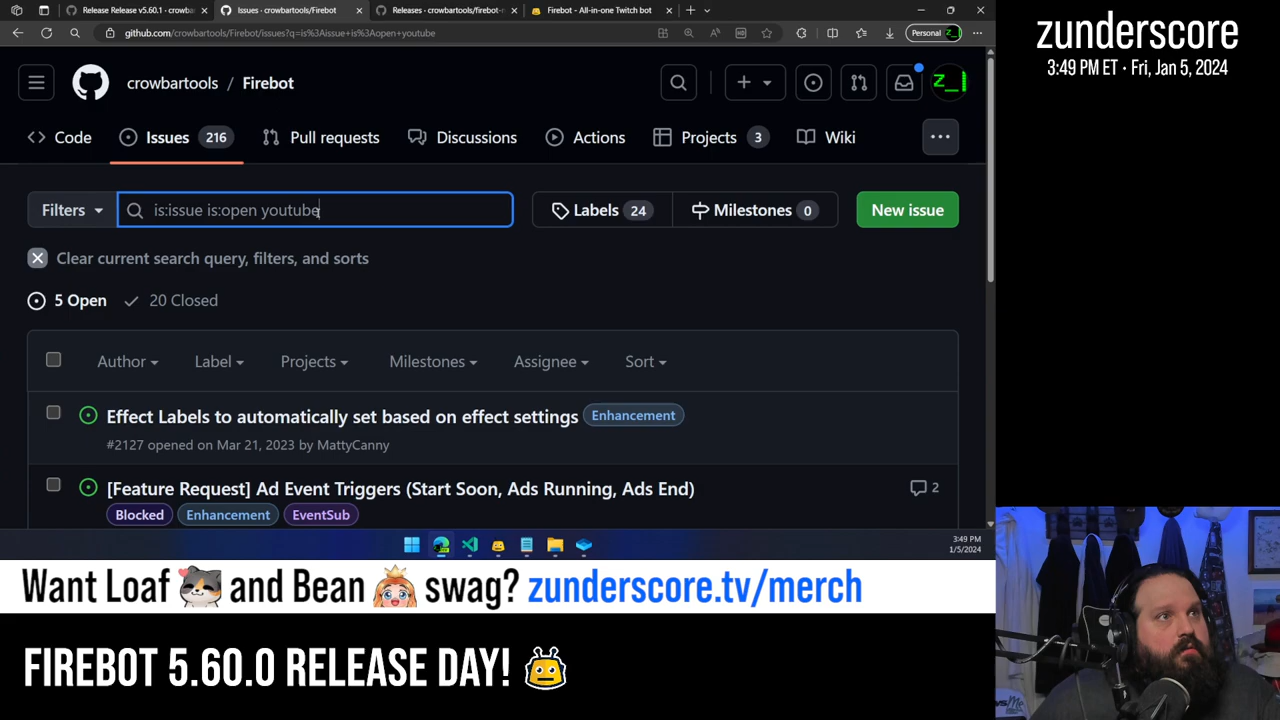 Release Release v5.60.1 · crowba
Issues · crowbartools/Firebot
Releases · crowbartools/firebot-
Firebot - All-in-one Twitch bot
github.com/crowbartools/Firebot/issues?q=is%3Aissue+is%3Aopen+youtube
Personal
zunderscore
3:49 PM ET • Fri, Jan 5, 2024
crowbartools / Firebot
z_|
Code
Issues 216
Pull requests
Discussions
Actions
Projects 3
Wiki
Filters
is:issue is:open youtube
Labels 24
Milestones 0
New issue
Clear current search query, filters, and sorts
5 Open
20 Closed
Author
Label
Projects
Milestones
Assignee
Sort
Effect Labels to automatically set based on effect settings Enhancement
#2127 opened on Mar 21, 2023 by MattyCanny
[Feature Request] Ad Event Triggers (Start Soon, Ads Running, Ads End)
2
Blocked Enhancement EventSub
3:49 PM
1/5/2024
Want Loaf and Bean swag? zunderscore.tv/merch
FIREBOT 5.60.0 RELEASE DAY!